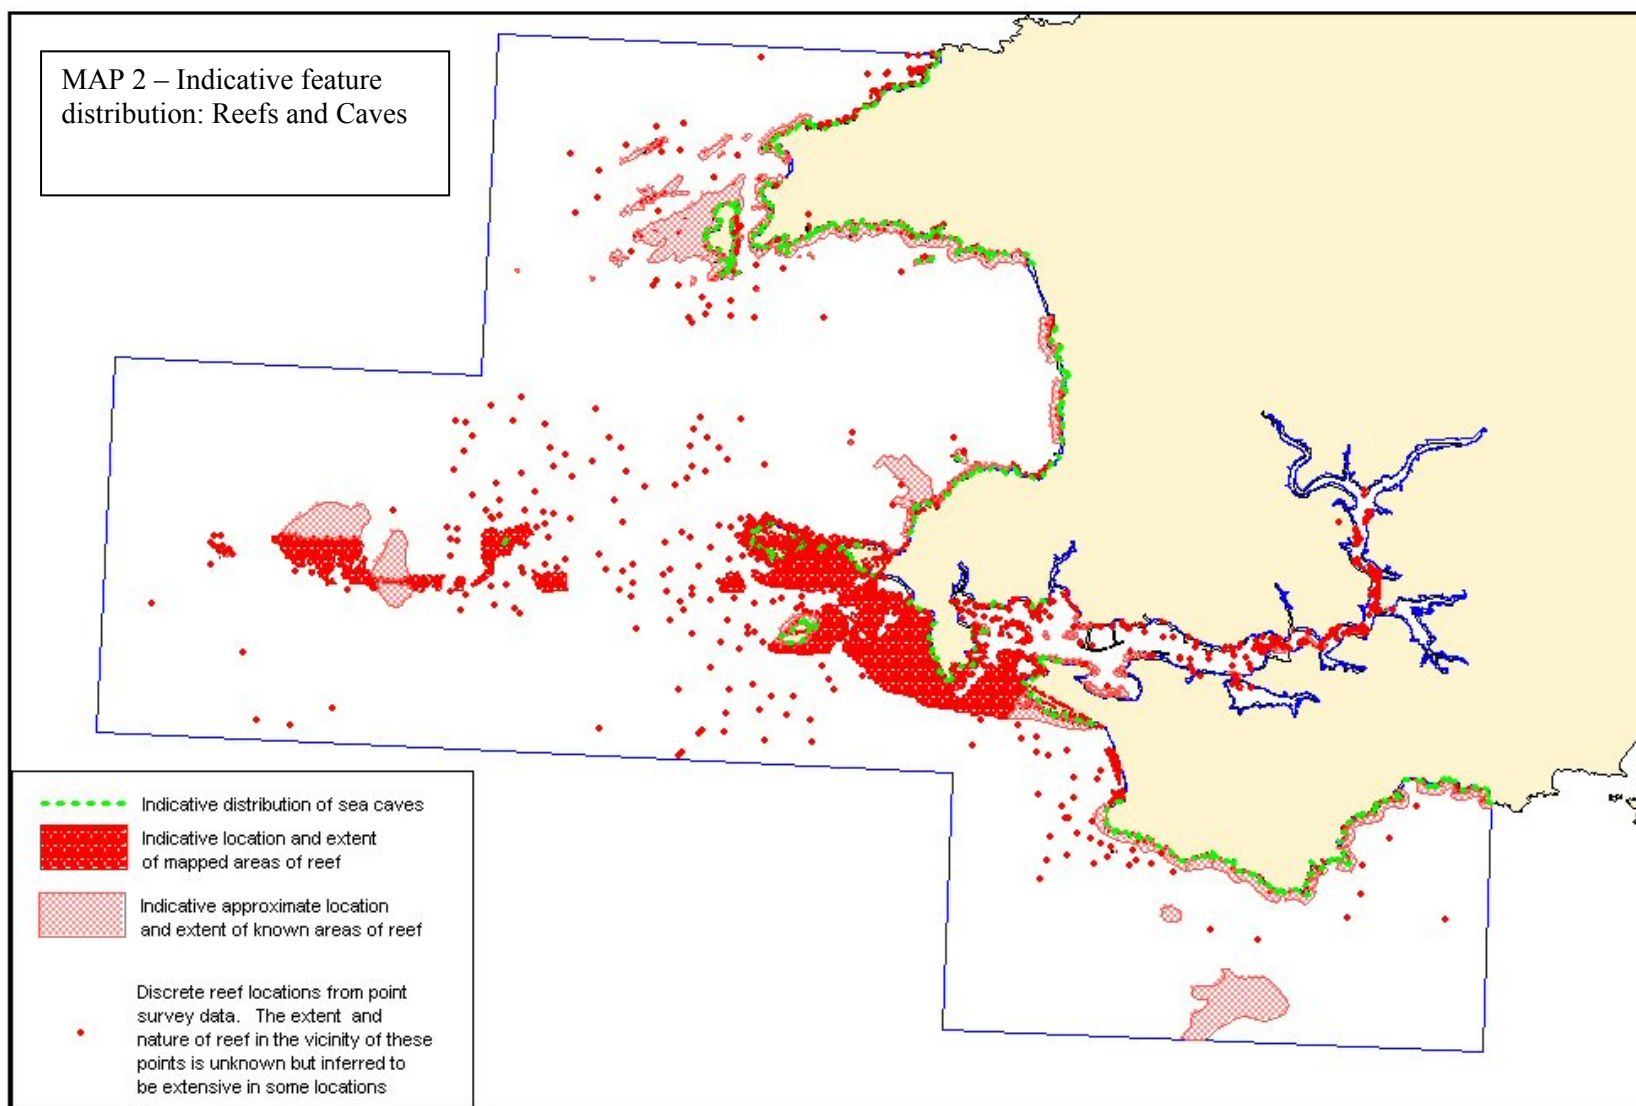 MAP 2 – Indicative feature
distribution: Reefs and Caves
Indicative distribution of sea caves
Indicative location and extent
of mapped areas of reef
Indicative approximate location
and extent of known areas of reef
Discrete reef locations from point
survey data. The extent and
nature of reef in the vicinity of these
points is unknown but inferred to
be extensive in some locations